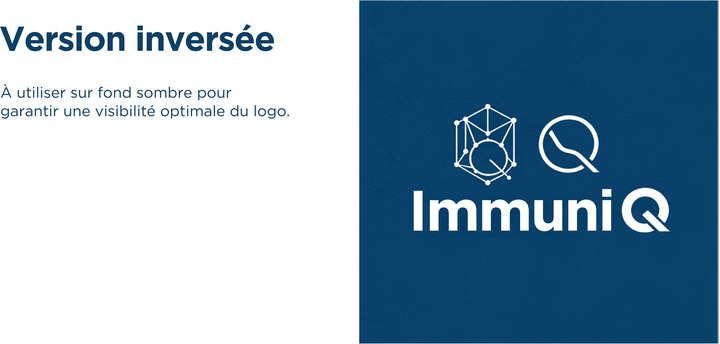 Version inversée
À utiliser sur fond sombre pour
garantir une visibilité optimale du logo.
ImmuniQ